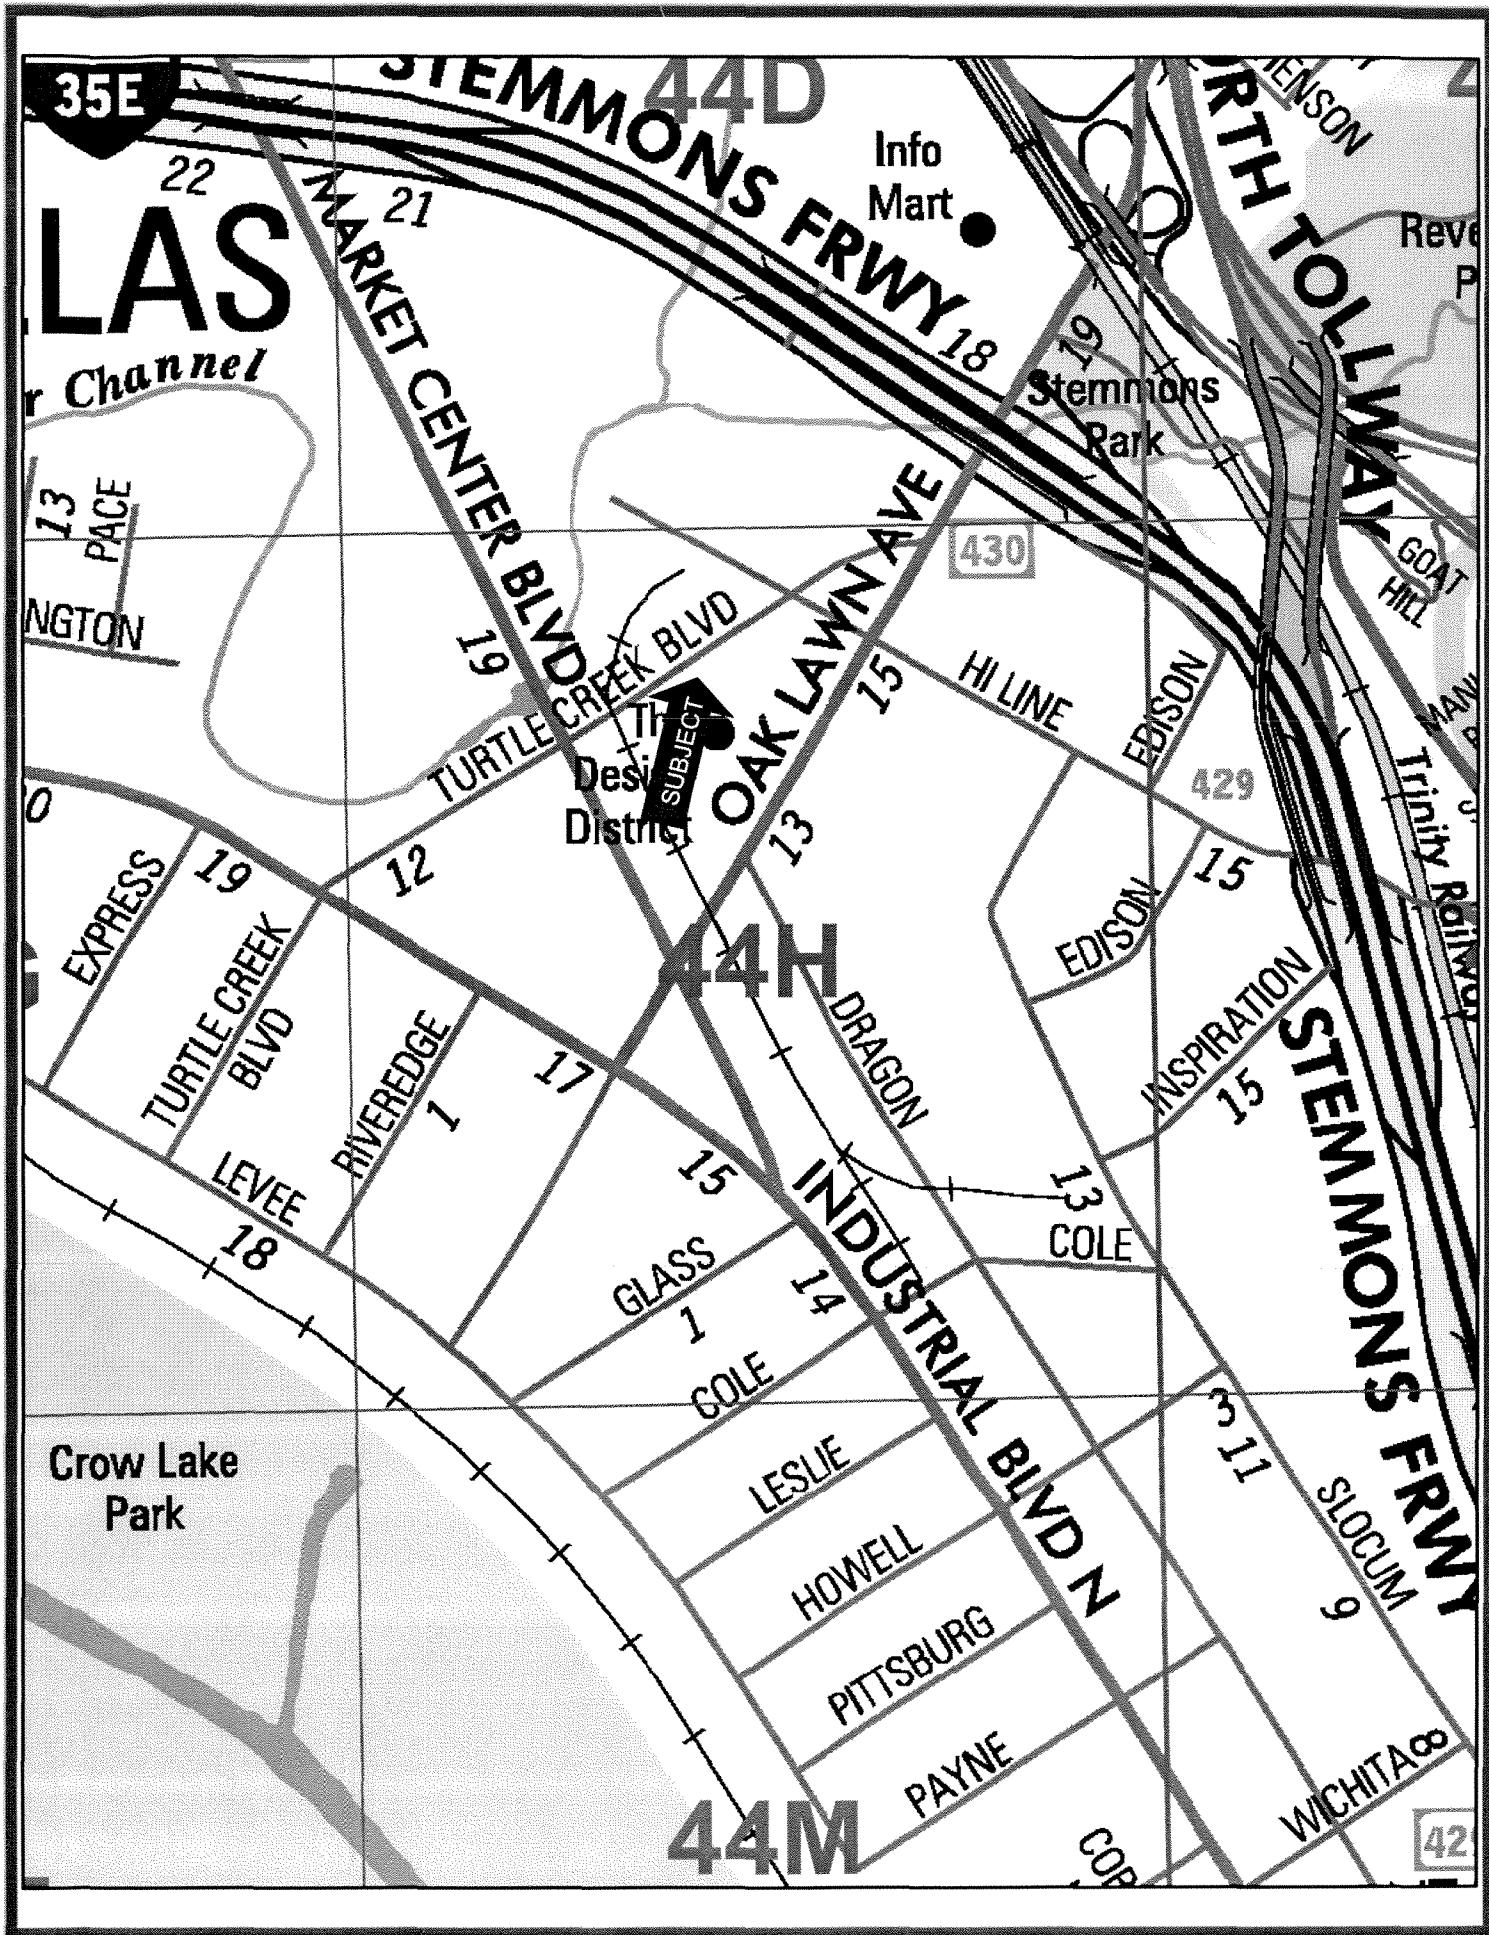 35E
STEMMONS FRWY
44D
22
21
Info
Mart
18
19
Stemmons
Park
LAS
MARKET CENTER BLVD
Channel
13
PACE
NGTON
OAK LAWN AVE
430
GOAT
HILL
19
TURTLE CREEK BLVD
15
HI LINE
EDISON
429
SUBJECT
District
13
12
EXPRESS
19
TURTLE CREEK
BLVD
RIVEREDGE
1
17
44H
DRAGON
EDISON
15
INSPIRATION
15
Trinity Railway
STEMMONS FRWY
LEVEE
18
15
13
COLE
GLASS
1
14
INDUSTRIAL BLVD N
COLE
Crow Lake
Park
LESLIE
HOWELL
PITTSBURG
PAYNE
3
11
SLOCUM
9
WICHITA
8
44M